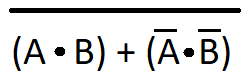 (A • B) + (A̅ • B̅)